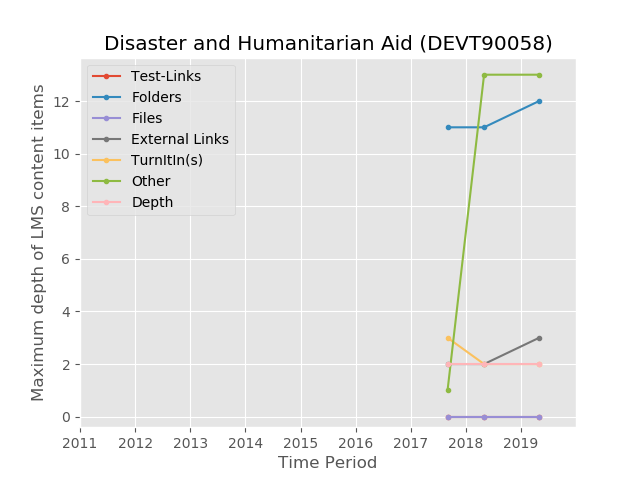 Disaster and Humanitarian Aid (DEVT90058)
Test-Links
Folders
Files
External Links
TurnItIn(s)
Other
Depth
Maximum depth of LMS content items
12
10
8
6
4
2
0
2011 2012 2013 2014 2015 2016 2017 2018 2019
Time Period